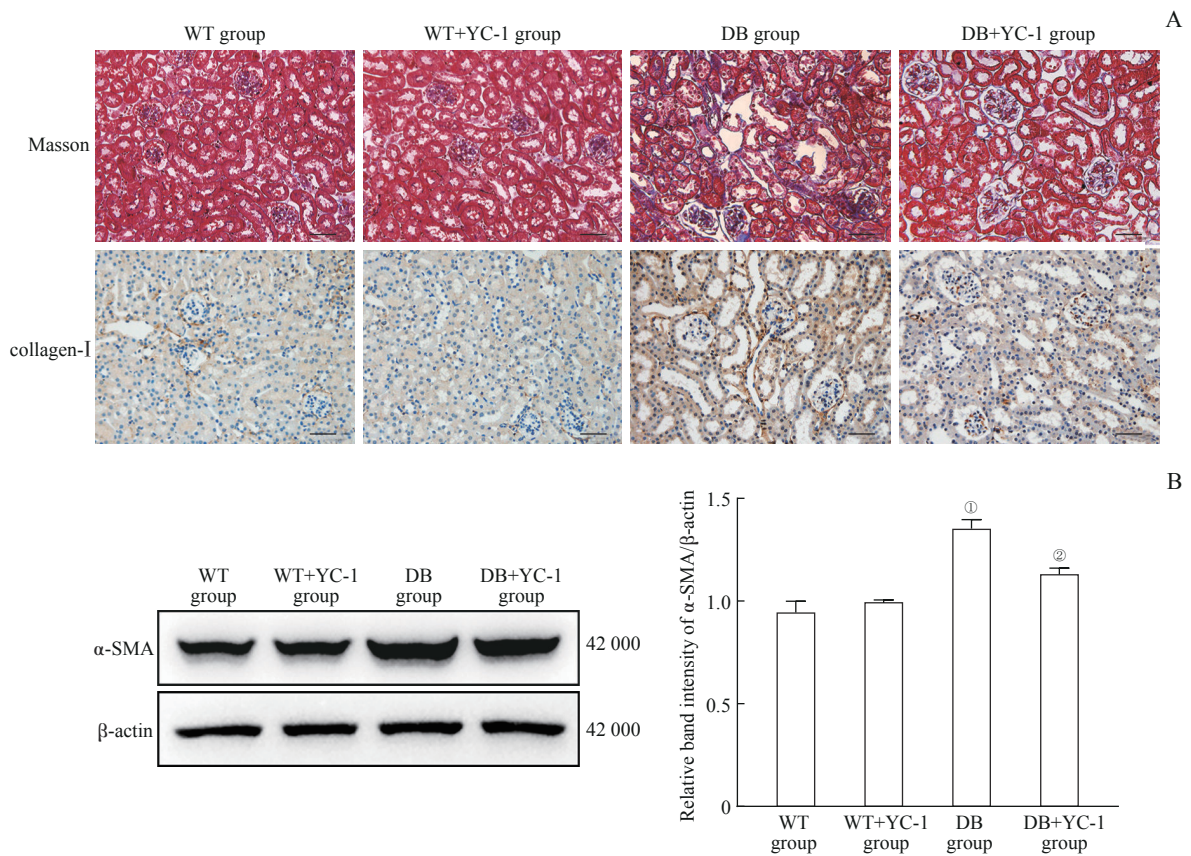 A
WT group
WT+YC-1 group
DB group
DB+YC-1 group
Masson
collagen-Ⅰ
B
WT
group
WT+YC-1
group
DB
group
DB+YC-1
group
α-SMA
42 000
β-actin
42 000
Relative band intensity of α-SMA/β-actin
1.5
1.0
0.5
0
①
②
WT
group
WT+YC-1
group
DB
group
DB+YC-1
group